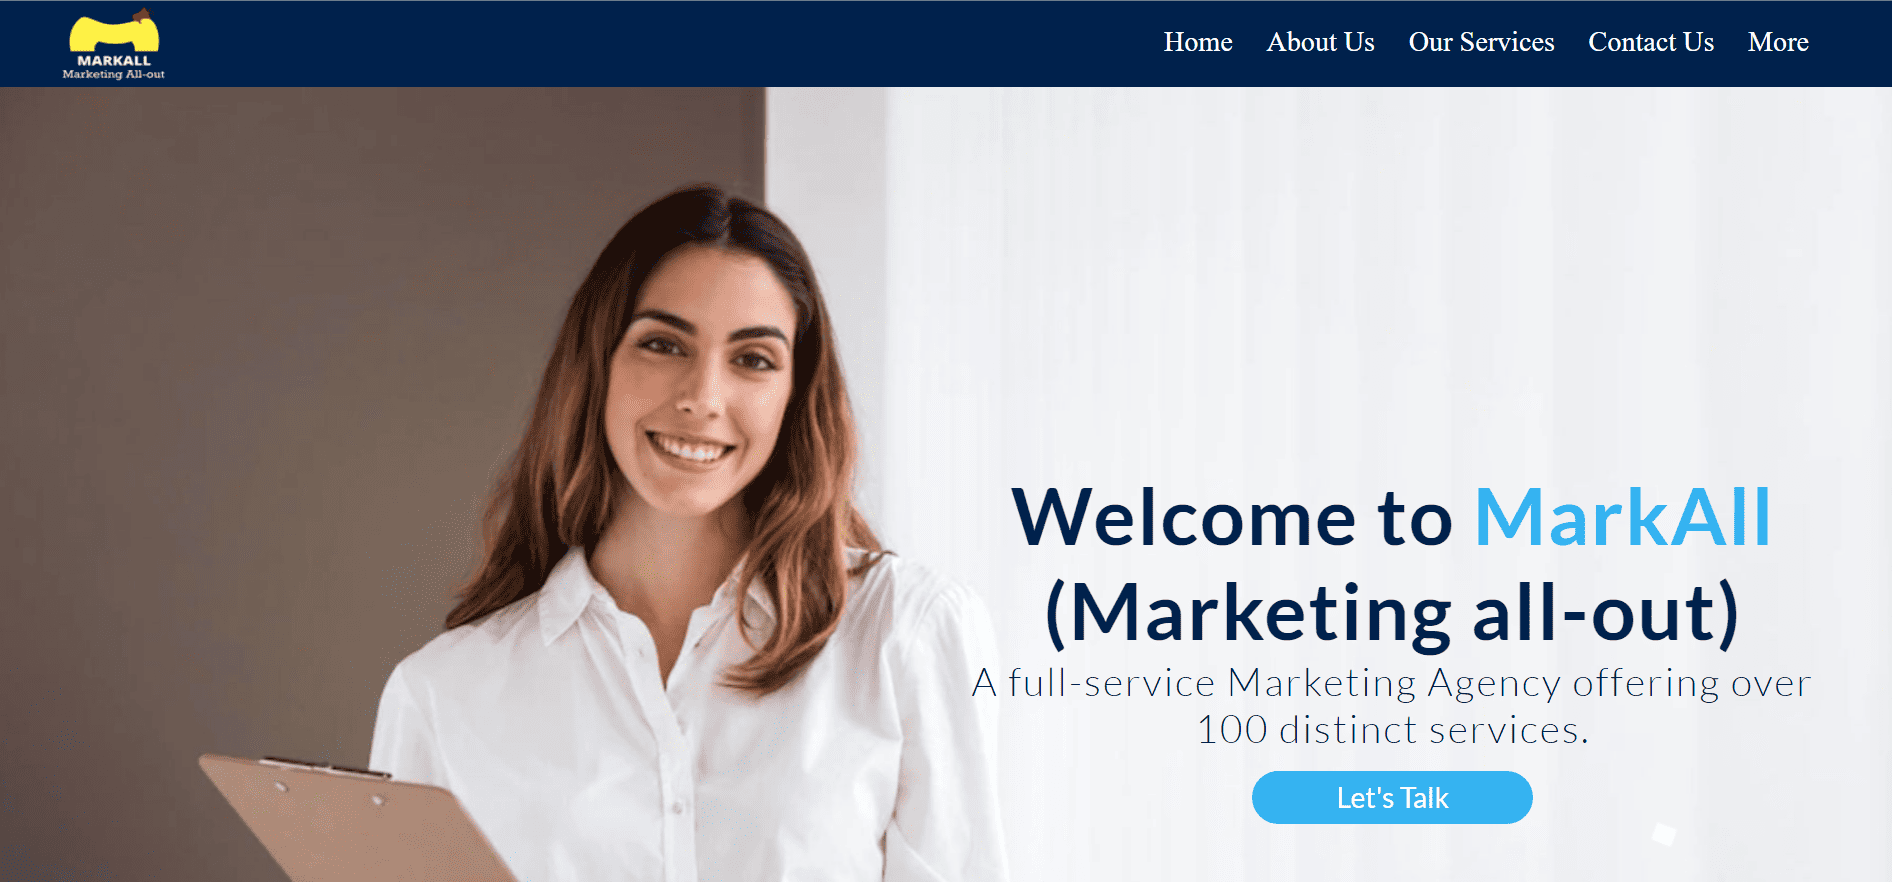 MARKALL
Marketing All-out
Home About Us Our Services Contact Us More
Welcome to MarkAll
(Marketing all-out)
A full-service Marketing Agency offering over
100 distinct services.
Let's Talk